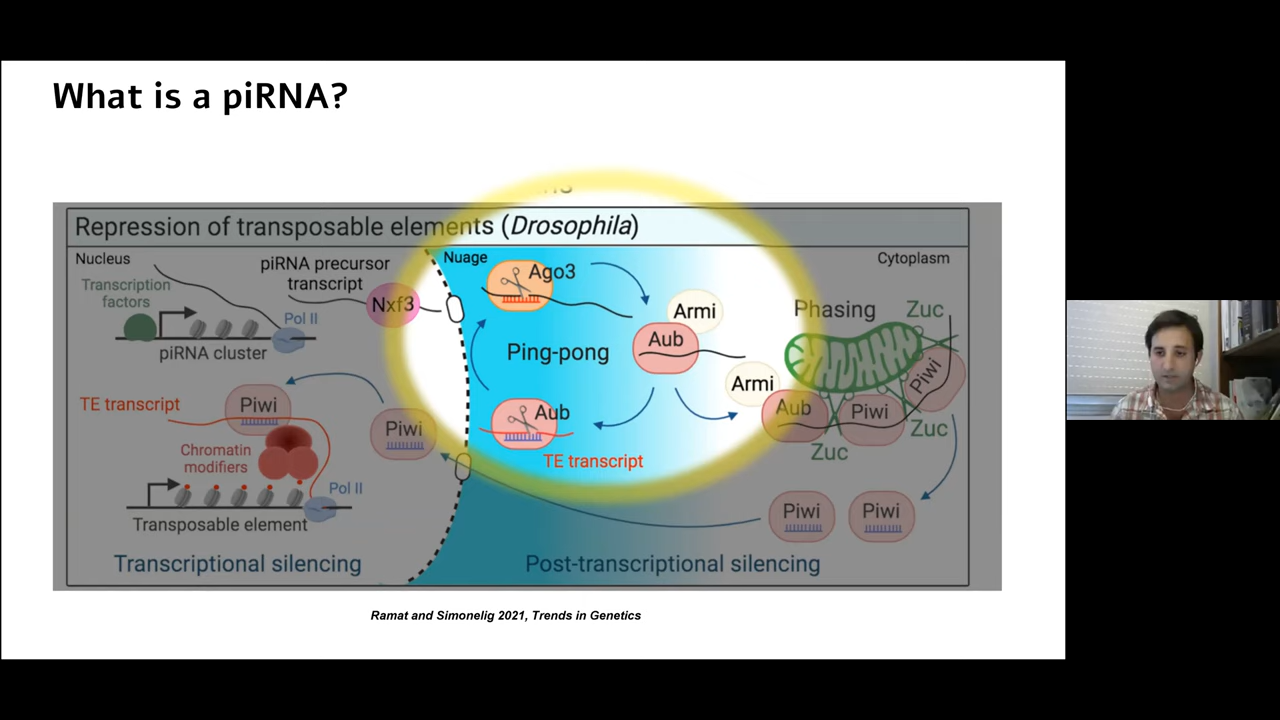 What is a piRNA?
Repression of transposable elements (Drosophila)
Nucleus
piRNA precursor
transcript
Nuage
Cytoplasm
Transcription
factors
Pol II
piRNA cluster
Nxf3
Ago3
Armi
Aub
Ping-pong
Phasing
Zuc
Armi
Aub
Piwi
Piwi
Zuc
Zuc
TE transcript
Piwi
Piwi
Aub
TE transcript
Chromatin
modifiers
Pol II
Transposable element
Piwi
Piwi
Transcriptional silencing
Post-transcriptional silencing
Ramat and Simonelig 2021, Trends in Genetics